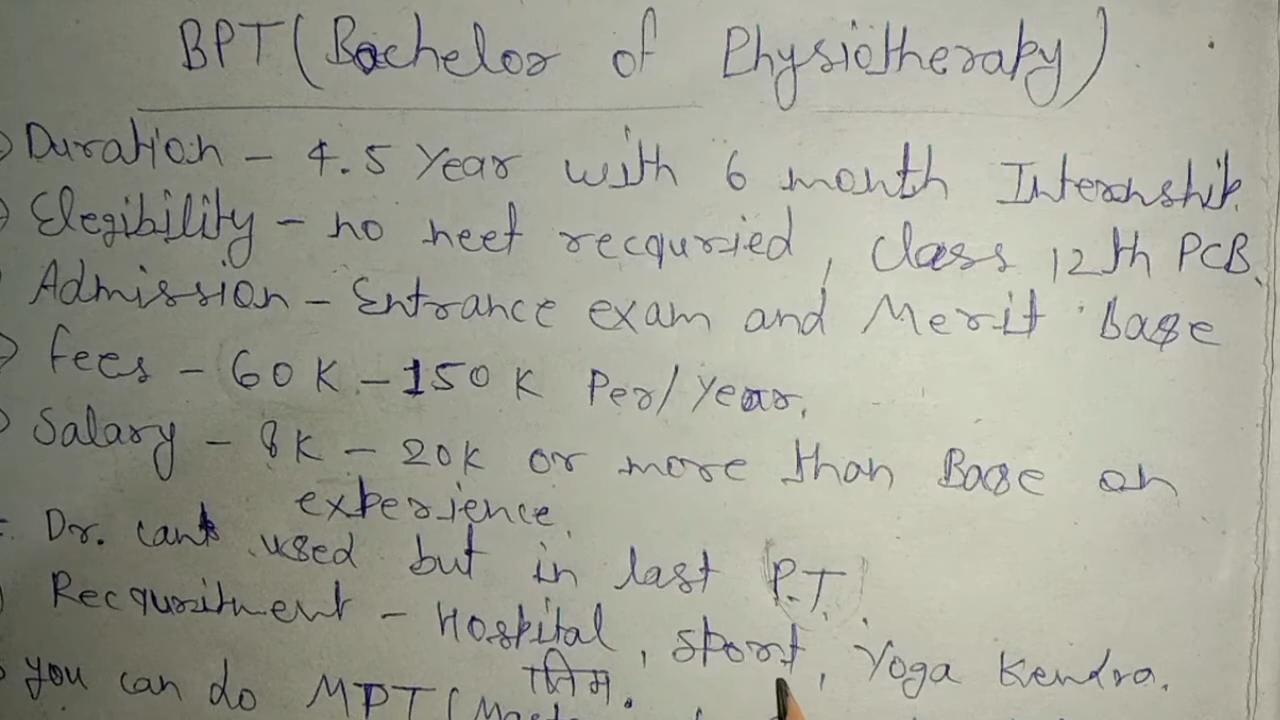 BPT (Bachelor of Physiotherapy)
Duration - 4.5 Year with 6 month Internship.
Elegibility - no neet recquried, class 12th PCB.
Admission - Entrance exam and Merit base
fees - 60K - 150K Per/Year.
Salary - 8K - 20K or more than Base on
experience.
Dr. can't used but in last P.T.
Recquritment - Hospital, sport, Yoga Kendra.
जिम.
You can do MPT (